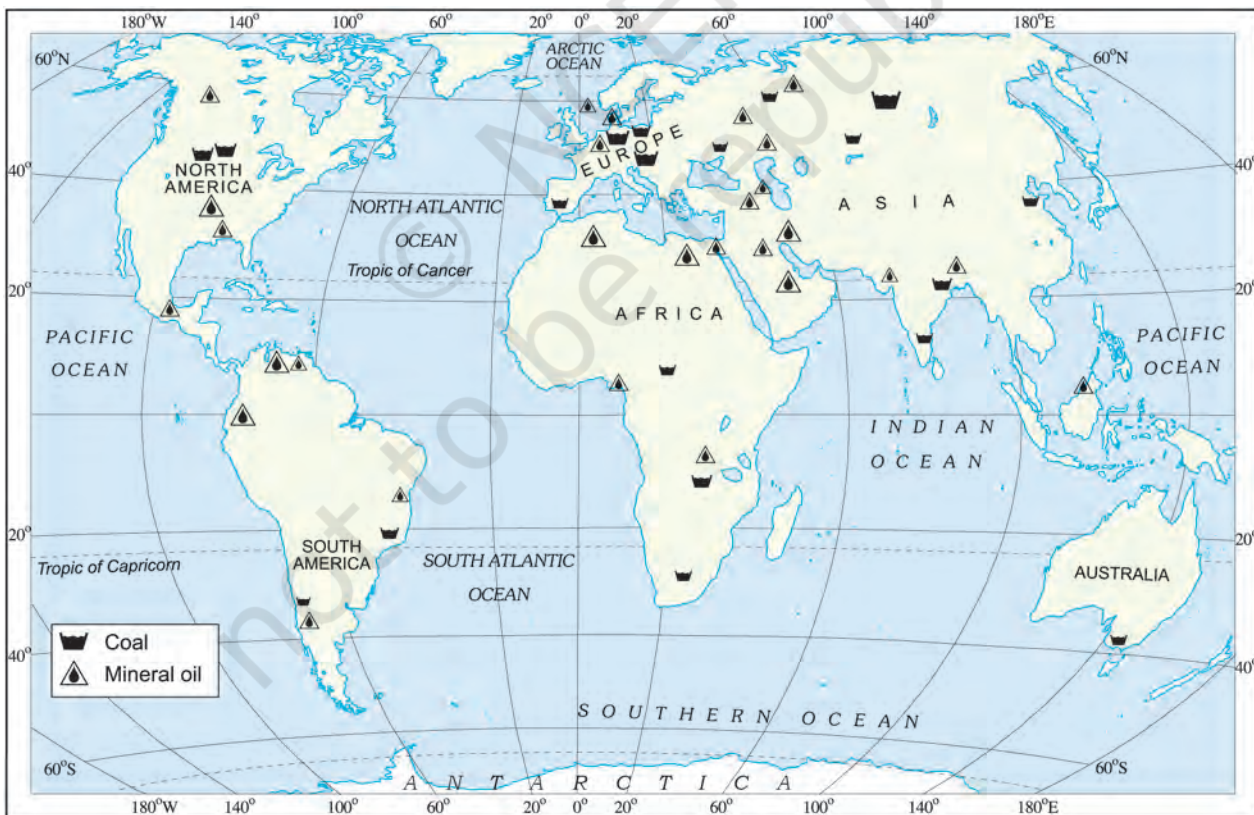 180°W 140° 100° 60° 20° 0° 20° 60° 100° 140° 180°E
ARCTIC
OCEAN
60°N
60°N
40°
40°
NORTH
AMERICA
EUROPE
ASIA
NORTH ATLANTIC
OCEAN
Tropic of Cancer
20°
20°
AFRICA
PACIFIC
OCEAN
PACIFIC
OCEAN
INDIAN
OCEAN
20°
20°
Tropic of Capricorn
SOUTH
AMERICA
SOUTH ATLANTIC
OCEAN
AUSTRALIA
Coal
Mineral oil
40°
40°
SOUTHERN OCEAN
60°S
60°S
ANTARCTICA
180°W 140° 100° 60° 20° 0° 20° 60° 100° 140° 180°E
not to be republ